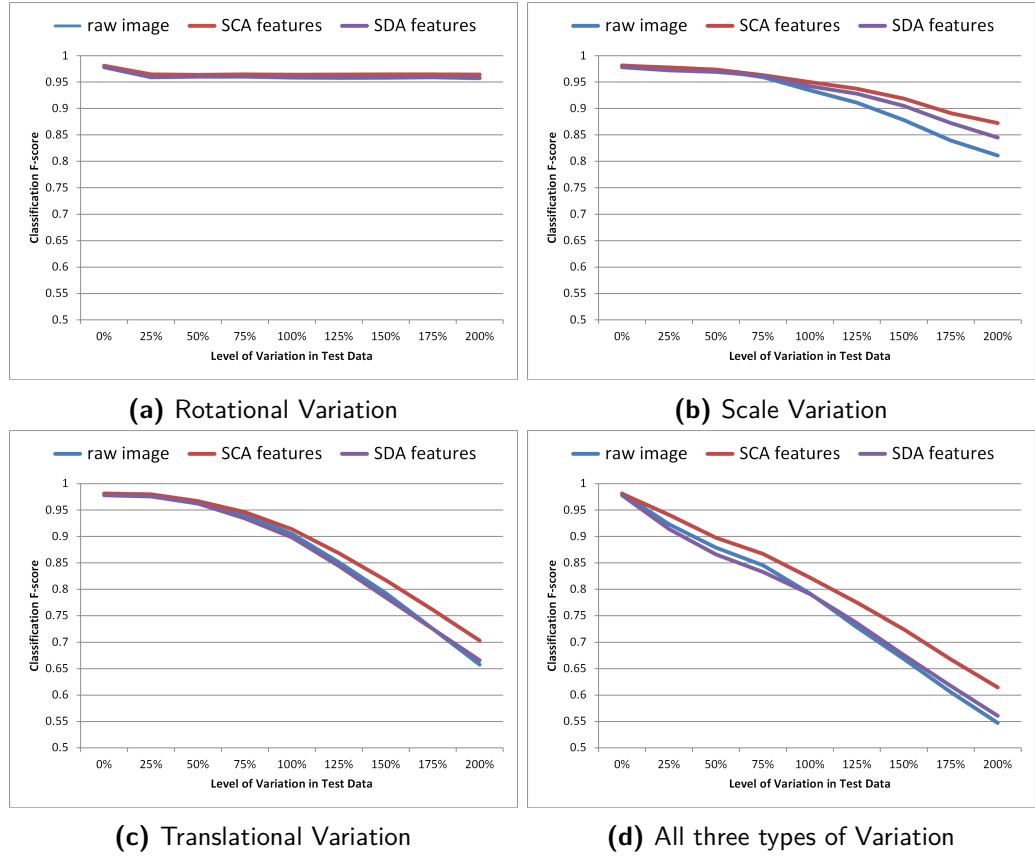 raw image SCA features SDA features
1
0.95
0.9
0.85
0.8
0.75
0.7
0.65
0.6
0.55
0.5
Classification F-score
0% 25% 50% 75% 100% 125% 150% 175% 200%
Level of Variation in Test Data
(a) Rotational Variation
raw image SCA features SDA features
1
0.95
0.9
0.85
0.8
0.75
0.7
0.65
0.6
0.55
0.5
Classification F-score
0% 25% 50% 75% 100% 125% 150% 175% 200%
Level of Variation in Test Data
(b) Scale Variation
raw image SCA features SDA features
1
0.95
0.9
0.85
0.8
0.75
0.7
0.65
0.6
0.55
0.5
Classification F-score
0% 25% 50% 75% 100% 125% 150% 175% 200%
Level of Variation in Test Data
(c) Translational Variation
raw image SCA features SDA features
1
0.95
0.9
0.85
0.8
0.75
0.7
0.65
0.6
0.55
0.5
Classification F-score
0% 25% 50% 75% 100% 125% 150% 175% 200%
Level of Variation in Test Data
(d) All three types of Variation